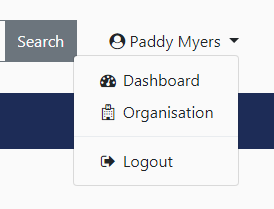 Search Paddy Myers
Dashboard
Organisation
Logout